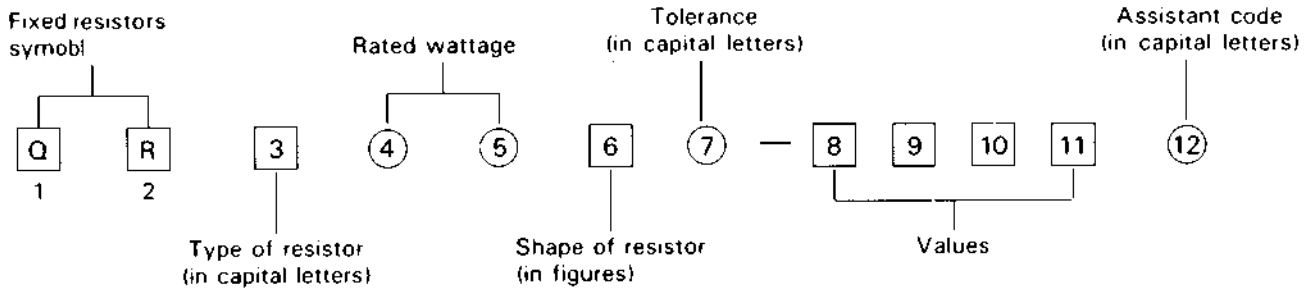 Fixed resistors
symobl
Rated wattage
Tolerance
(in capital letters)
Assistant code
(in capital letters)
Q R 3 4 5 6 7 — 8 9 10 11 12
1 2
Type of resistor
(in capital letters)
Shape of resistor
(in figures)
Values